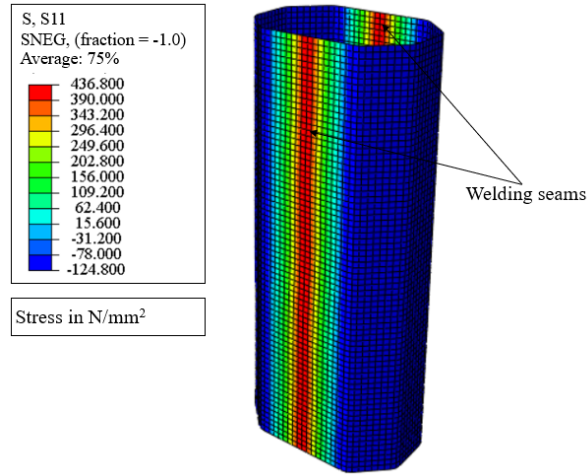 S, S11
SNEG, (fraction = -1.0)
Average: 75%
436.800
390.000
343.200
296.400
249.600
202.800
156.000
109.200
62.400
15.600
-31.200
-78.000
-124.800
Stress in N/mm²
Welding seams